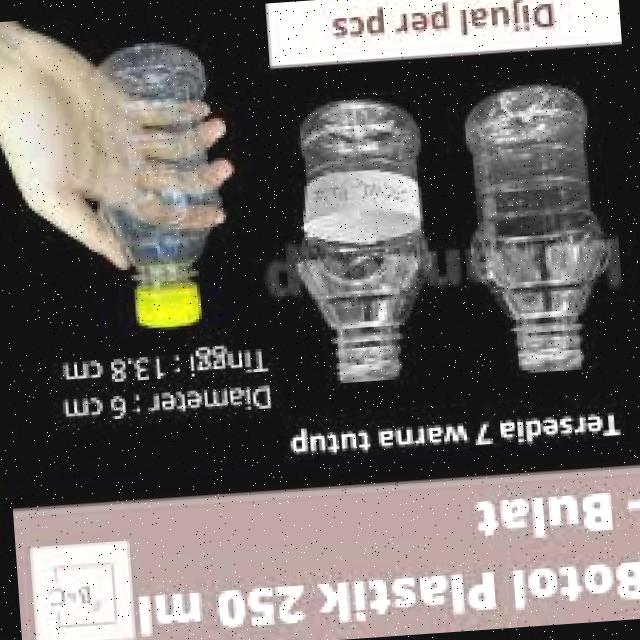 Botol Plastik 250 ml
- Bulat
Tersedia 7 warna tutup
Diameter : 6 cm
Tinggi : 13.8 cm
Dijual per pcs